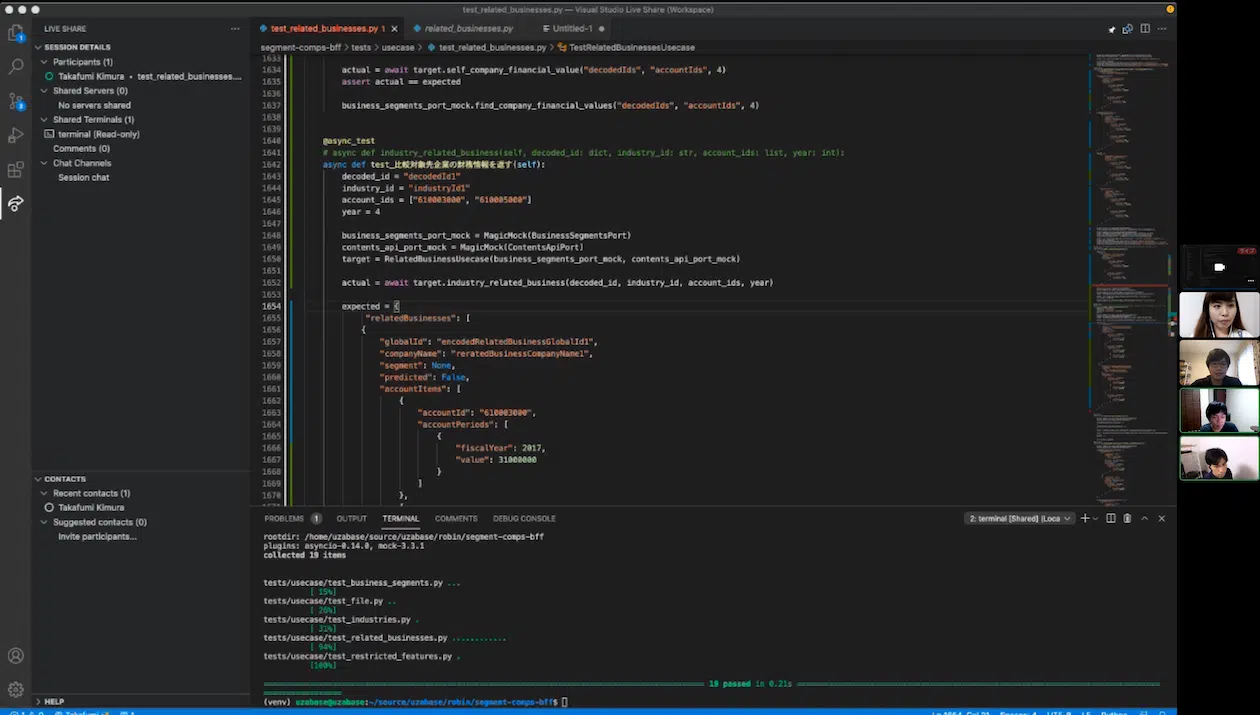 test_related_businesses.py — Visual Studio Live Share (Workspace)
LIVE SHARE
SESSION DETAILS
Participants (1)
Takafumi Kimura • test_related_businesses....
Shared Servers (0)
No servers shared
Shared Terminals (1)
terminal (Read-only)
Comments (0)
Chat Channels
Session chat
CONTACTS
Recent contacts (1)
Takafumi Kimura
Suggested contacts (0)
Invite participants...
HELP
test_related_businesses.py 1
related_businesses.py
Untitled-1
segment-comps-bff > tests > usecase > test_related_businesses.py > TestRelatedBusinessesUsecase
1633
1634 actual = await target.self_company_financial_value("decodedIds", "accountIds", 4)
1635 assert actual == expected
1636
1637 business_segments_port_mock.find_company_financial_values("decodedIds", "accountIds", 4)
1638
1639
1640 @async_test
1641 # async def industry_related_business(self, decoded_id: dict, industry_id: str, account_ids: list, year: int):
1642 async def test_比較対象先企業の財務情報を返す(self):
1643 decoded_id = "decodedId1"
1644 industry_id = "industryId1"
1645 account_ids = ["610003000", "610005000"]
1646 year = 4
1647
1648 business_segments_port_mock = MagicMock(BusinessSegmentsPort)
1649 contents_api_port_mock = MagicMock(ContentsApiPort)
1650 target = RelatedBusinessUsecase(business_segments_port_mock, contents_api_port_mock)
1651
1652 actual = await target.industry_related_business(decoded_id, industry_id, account_ids, year)
1653
1654 expected = {
1655 "relatedBusinesses": [
1656 {
1657 "globalId": "encodedRelatedBusinessGlobalId1",
1658 "companyName": "reratedBusinessCompanyName1",
1659 "segment": None,
1660 "predicted": False,
1661 "accountItems": [
1662 {
1663 "accountId": "610003000",
1664 "accountPeriods": [
1665 {
1666 "fiscalYear": 2017,
1667 "value": 31000000
1668 }
1669 ]
1670 },
PROBLEMS 1 OUTPUT TERMINAL COMMENTS DEBUG CONSOLE
2: terminal [Shared] (Loca
rootdir: /home/uzabase/source/uzabase/robin/segment-comps-bff
plugins: asyncio-0.14.0, mock-3.3.1
collected 19 items
tests/usecase/test_business_segments.py ...
[ 15%]
tests/usecase/test_file.py ..
[ 26%]
tests/usecase/test_industries.py .
[ 31%]
tests/usecase/test_related_businesses.py ............
[ 94%]
tests/usecase/test_restricted_features.py .
[100%]
19 passed in 0.21s
(venv) uzabase@uzabase:~/source/uzabase/robin/segment-comps-bff$